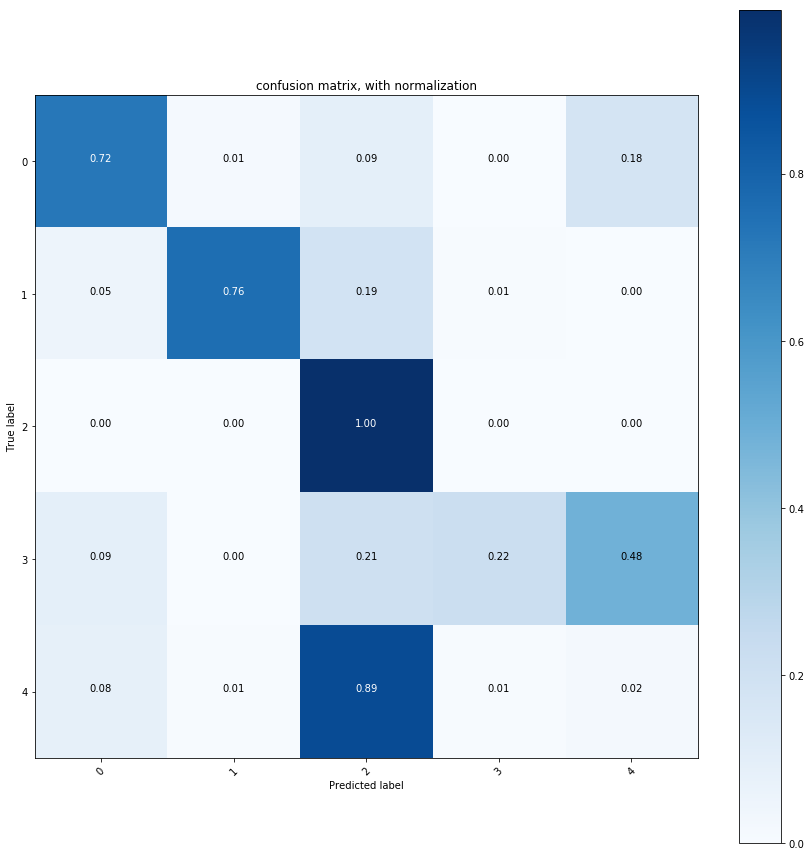 confusion matrix, with normalization
True label
0
0.72 0.01 0.09 0.00 0.18
1
0.05 0.76 0.19 0.01 0.00
2
0.00 0.00 1.00 0.00 0.00
3
0.09 0.00 0.21 0.22 0.48
4
0.08 0.01 0.89 0.01 0.02
0 1 2 3 4
Predicted label
0.8
0.6
0.4
0.2
0.0